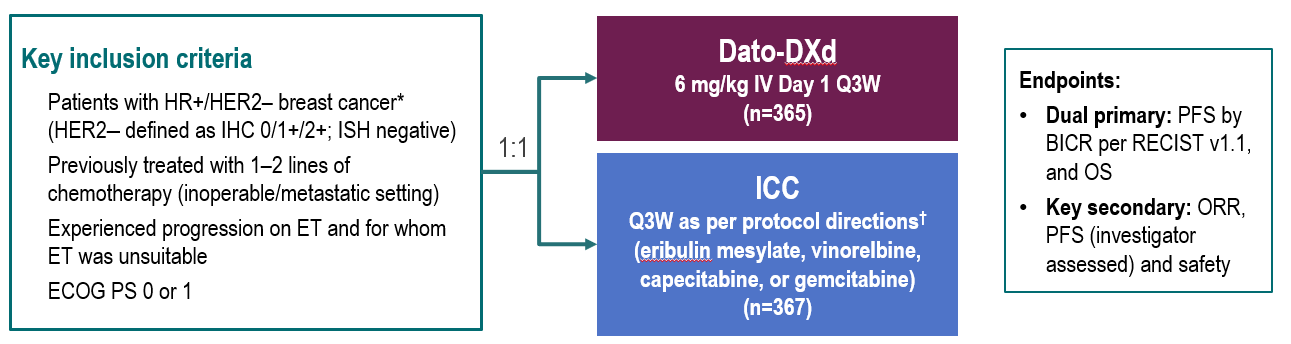 Key inclusion criteria
Patients with HR+/HER2– breast cancer*
(HER2– defined as IHC 0/1+/2+; ISH negative)
Previously treated with 1–2 lines of
chemotherapy (inoperable/metastatic setting)
Experienced progression on ET and for whom
ET was unsuitable
ECOG PS 0 or 1
1:1
Dato-DXd
6 mg/kg IV Day 1 Q3W
(n=365)
ICC
Q3W as per protocol directions†
(eribulin mesylate, vinorelbine,
capecitabine, or gemcitabine)
(n=367)
Endpoints:
• Dual primary: PFS by
BICR per RECIST v1.1,
and OS
• Key secondary: ORR,
PFS (investigator
assessed) and safety